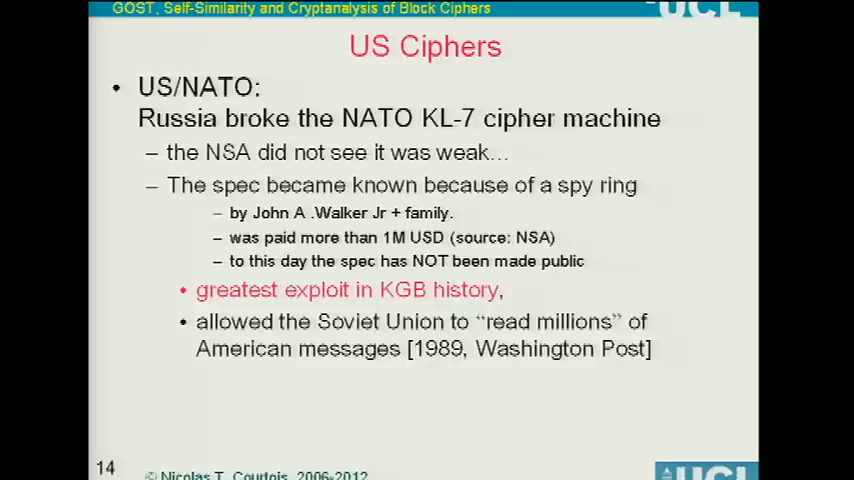 GOST, Self-Similarity and Cryptanalysis of Block Ciphers
UCL
US Ciphers
• US/NATO:
Russia broke the NATO KL-7 cipher machine
– the NSA did not see it was weak…
– The spec became known because of a spy ring
– by John A .Walker Jr + family.
– was paid more than 1M USD (source: NSA)
– to this day the spec has NOT been made public
• greatest exploit in KGB history,
• allowed the Soviet Union to “read millions” of
American messages [1989, Washington Post]
14
© Nicolas T. Courtois, 2006-2012
UCL